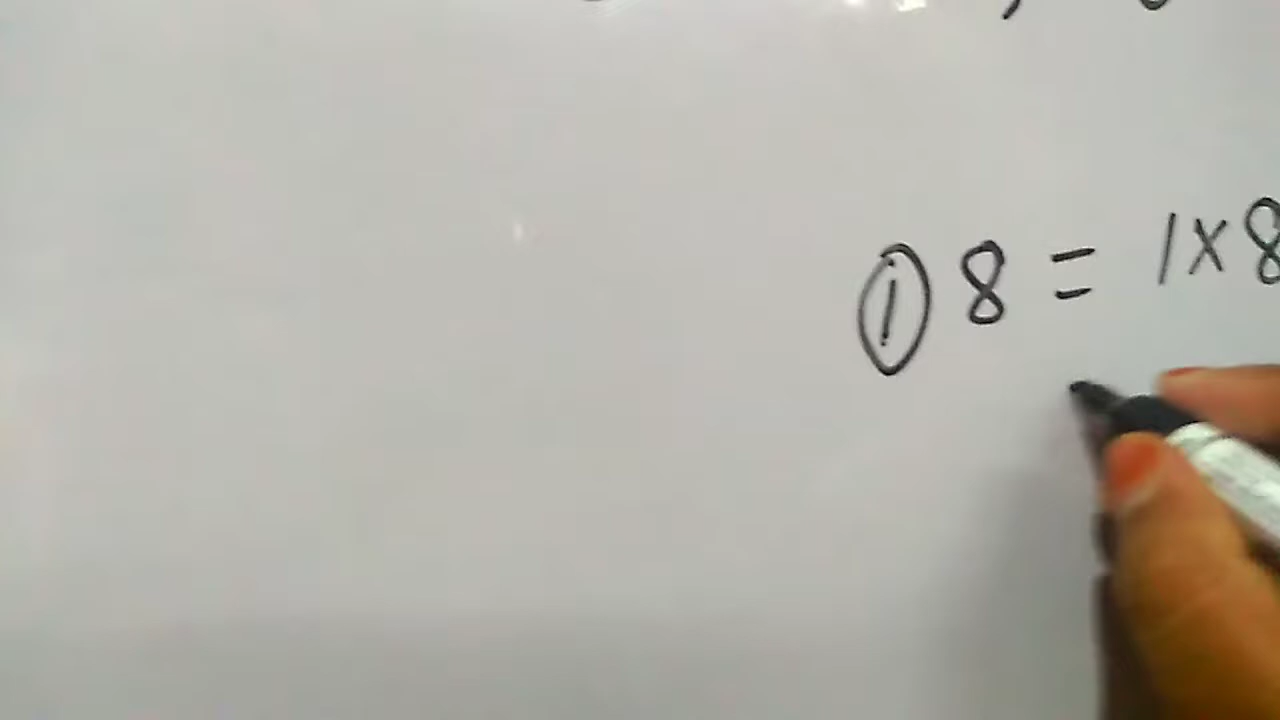 ① 8 = 1 × 8